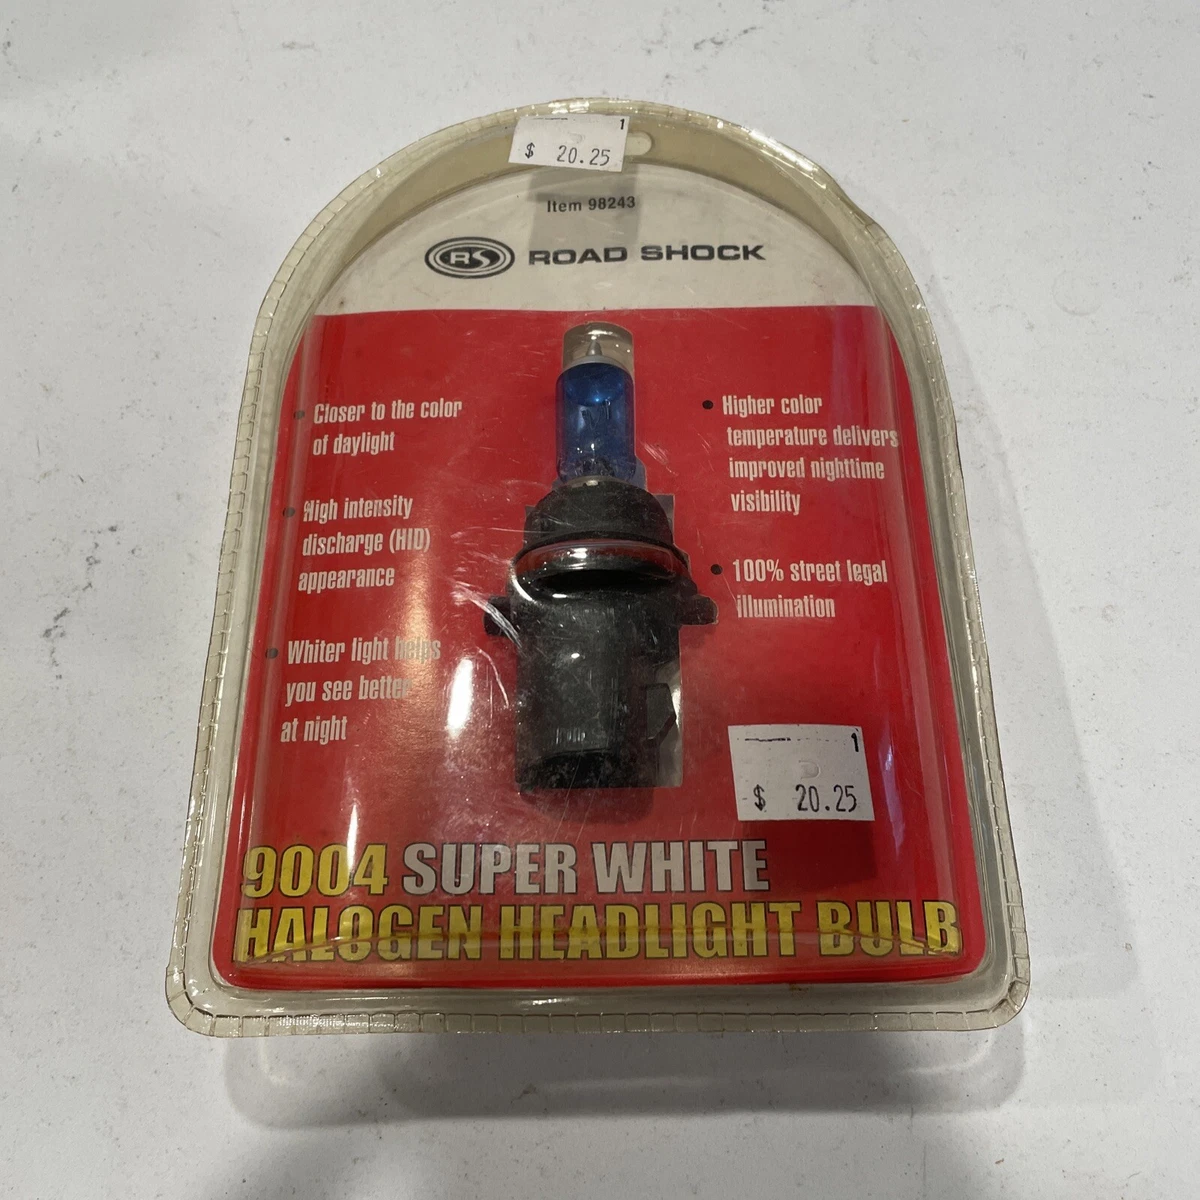 1
$ 20.25
Item 98243
RS ROAD SHOCK
Closer to the color
of daylight
High intensity
discharge (HID)
appearance
Whiter light helps
you see better
at night
Higher color
temperature delivers
improved nighttime
visibility
100% street legal
illumination
1
$ 20.25
9004 SUPER WHITE
HALOGEN HEADLIGHT BULB